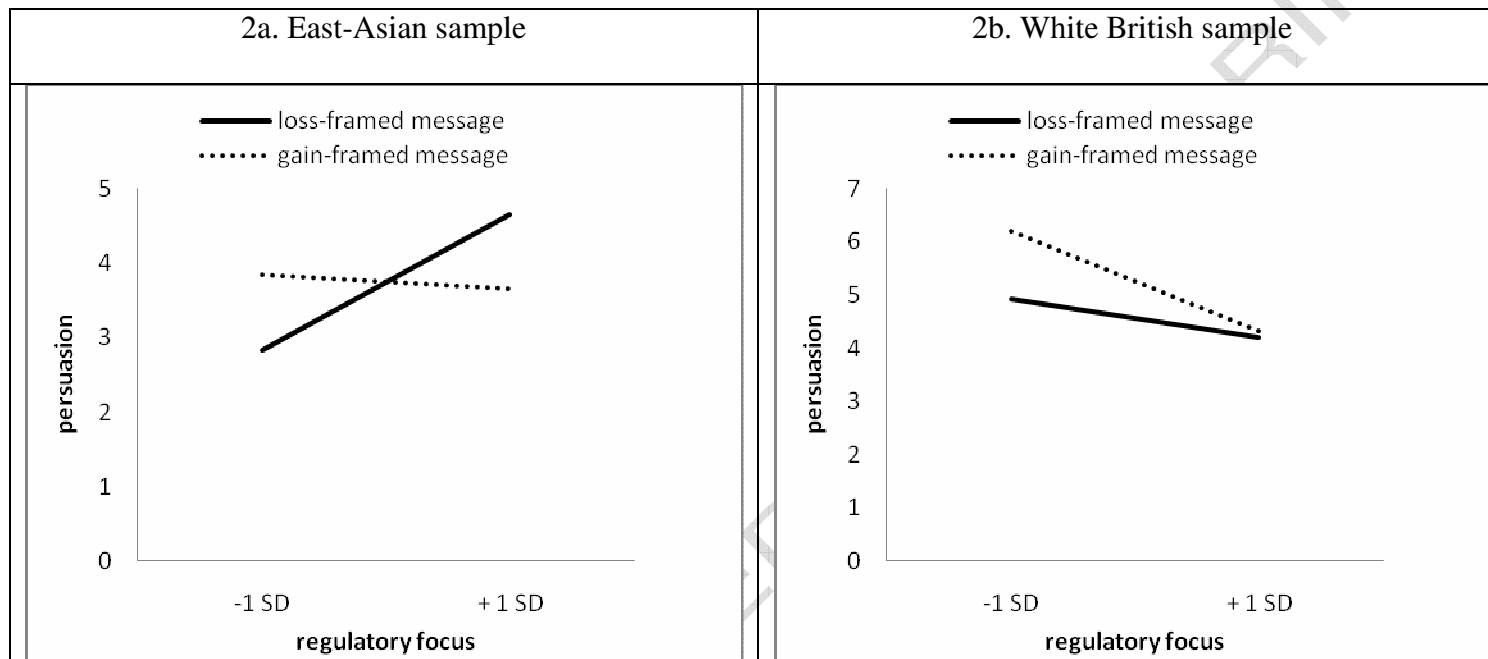 2a. East-Asian sample
2b. White British sample
loss-framed message
gain-framed message
5
4
3
2
1
0
persuasion
-1 SD
+ 1 SD
regulatory focus
loss-framed message
gain-framed message
7
6
5
4
3
2
1
0
persuasion
-1 SD
+ 1 SD
regulatory focus